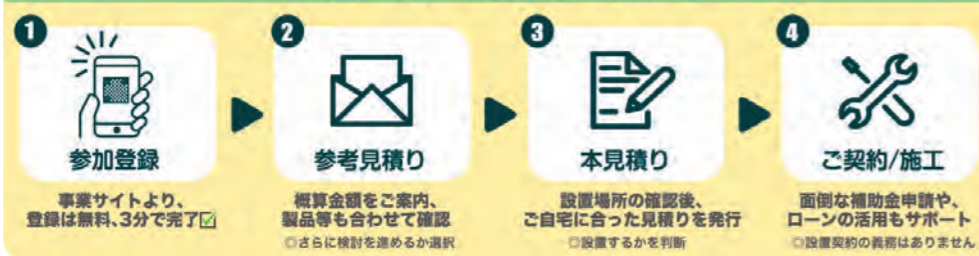 1
参加登録
事業サイトより、
登録は無料、3分で完了☑
2
参考見積り
概算金額をご案内、
製品等も合わせて確認
◎さらに検討を進めるか選択
3
本見積り
設置場所の確認後、
ご自宅に合った見積りを発行
◎設置するかを判断
4
ご契約/施工
面倒な補助金申請や、
ローンの活用もサポート
◎設置契約の義務はありません